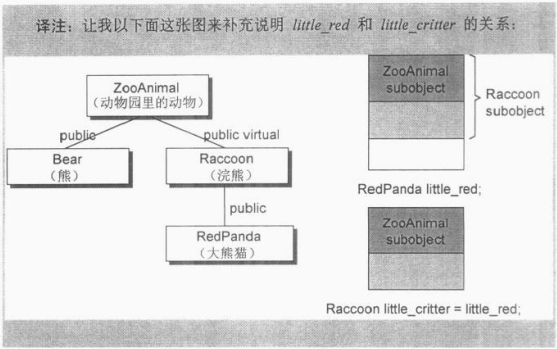 译注：让我以下面这张图来补充说明 little_red 和 little_critter 的关系：
ZooAnimal
（动物园里的动物）
public
public virtual
Bear
（熊）
Raccoon
（浣熊）
public
RedPanda
（大熊猫）
ZooAnimal
subobject
Raccoon
subobject
RedPanda little_red;
ZooAnimal
subobject
Raccoon little_critter = little_red;